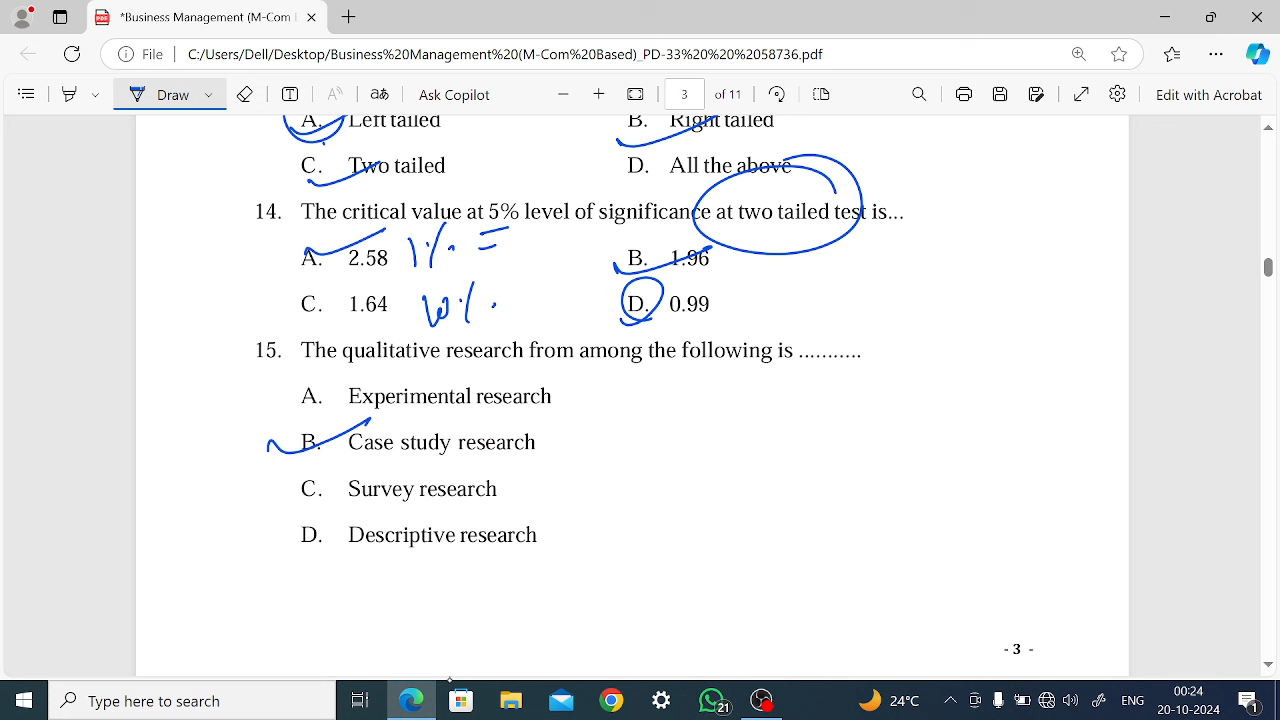 *Business Management (M-Com
File
C:/Users/Dell/Desktop/Business%20Management%20(M-Com%20Based)_PD-33%20%20%2058736.pdf
Draw
Ask Copilot
3
of 11
Edit with Acrobat
A. Left tailed
B. Right tailed
C. Two tailed
D. All the above
14. The critical value at 5% level of significance at two tailed test is...
A. 2.58 1% =
B. 1.96
C. 1.64 10%
D. 0.99
15. The qualitative research from among the following is ...........
A. Experimental research
B. Case study research
C. Survey research
D. Descriptive research
- 3 -
Type here to search
21
24°C
ENG
00:24
20-10-2024
1